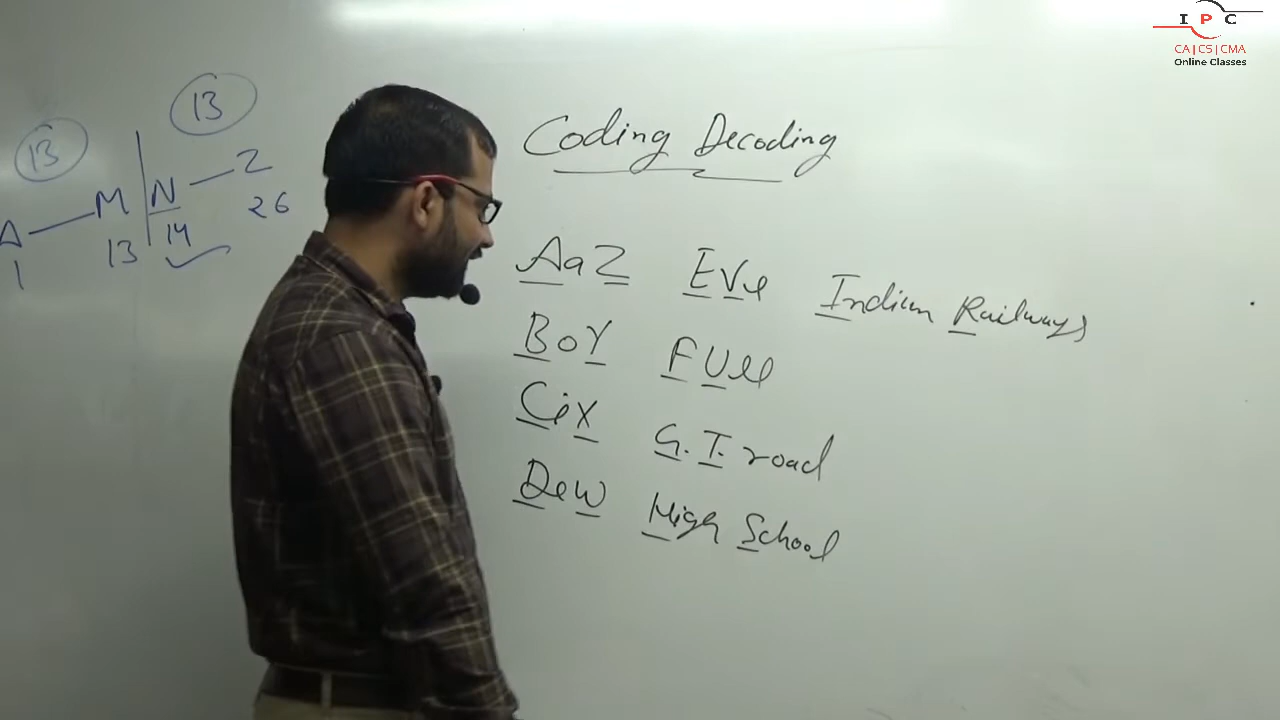 I P C
CA|CS|CMA
Online Classes
Coding Decoding
13 13
A — M | N — Z
1 13 14 26
AaZ EVe Indian Railways
BoY FUll
CiX G.T. road
DeW High School